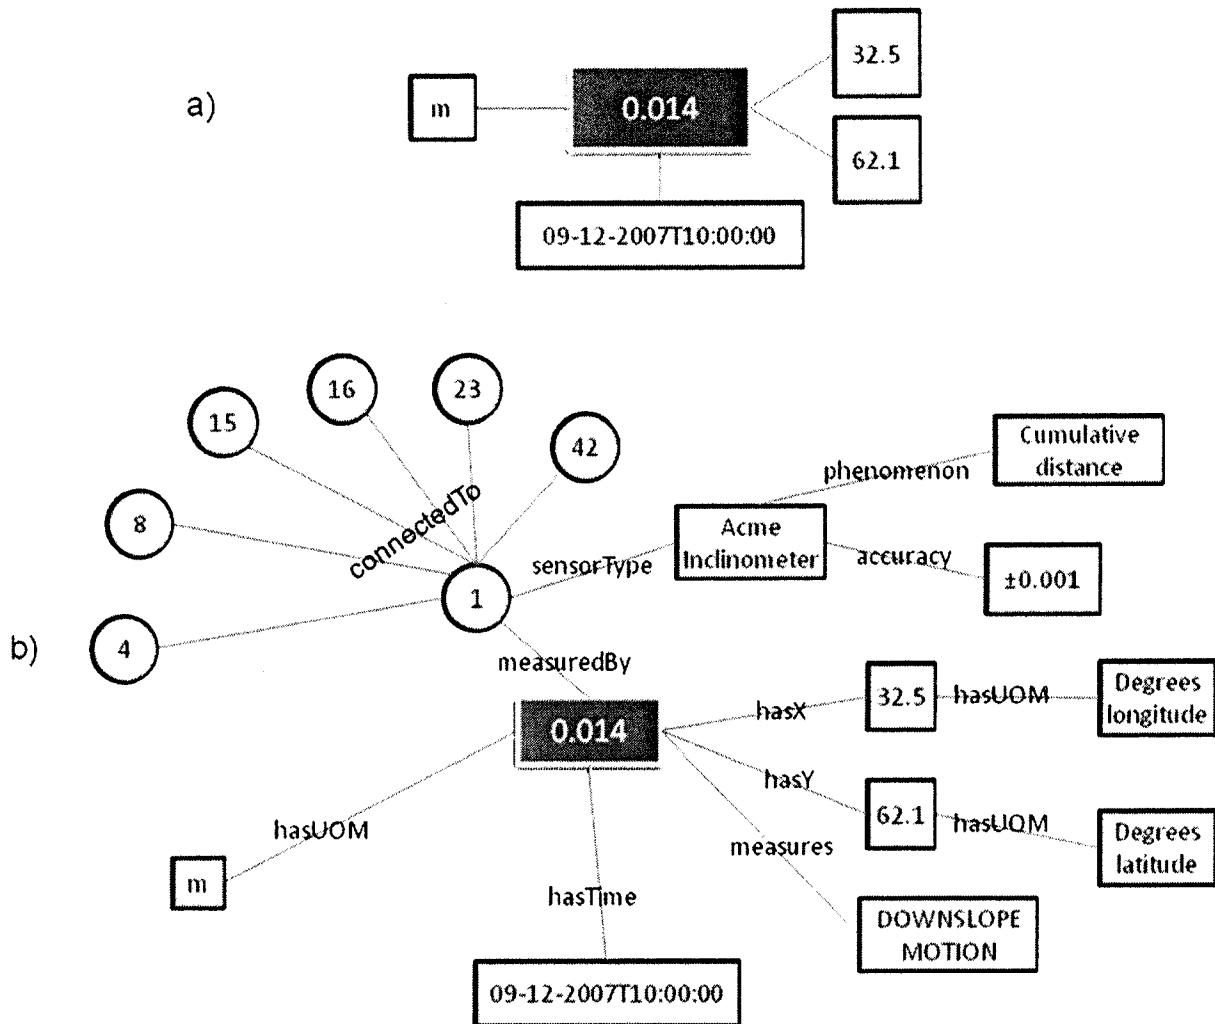 a)
m
0.014
32.5
62.1
09-12-2007T10:00:00
b)
15
16
23
42
8
4
1
connectedTo
sensorType
Acme
Inclinometer
phenomenon
Cumulative
distance
accuracy
±0.001
measuredBy
0.014
hasX
32.5
hasUOM
Degrees
longitude
hasY
62.1
hasUOM
Degrees
latitude
measures
DOWNSLOPE
MOTION
hasUOM
m
hasTime
09-12-2007T10:00:00